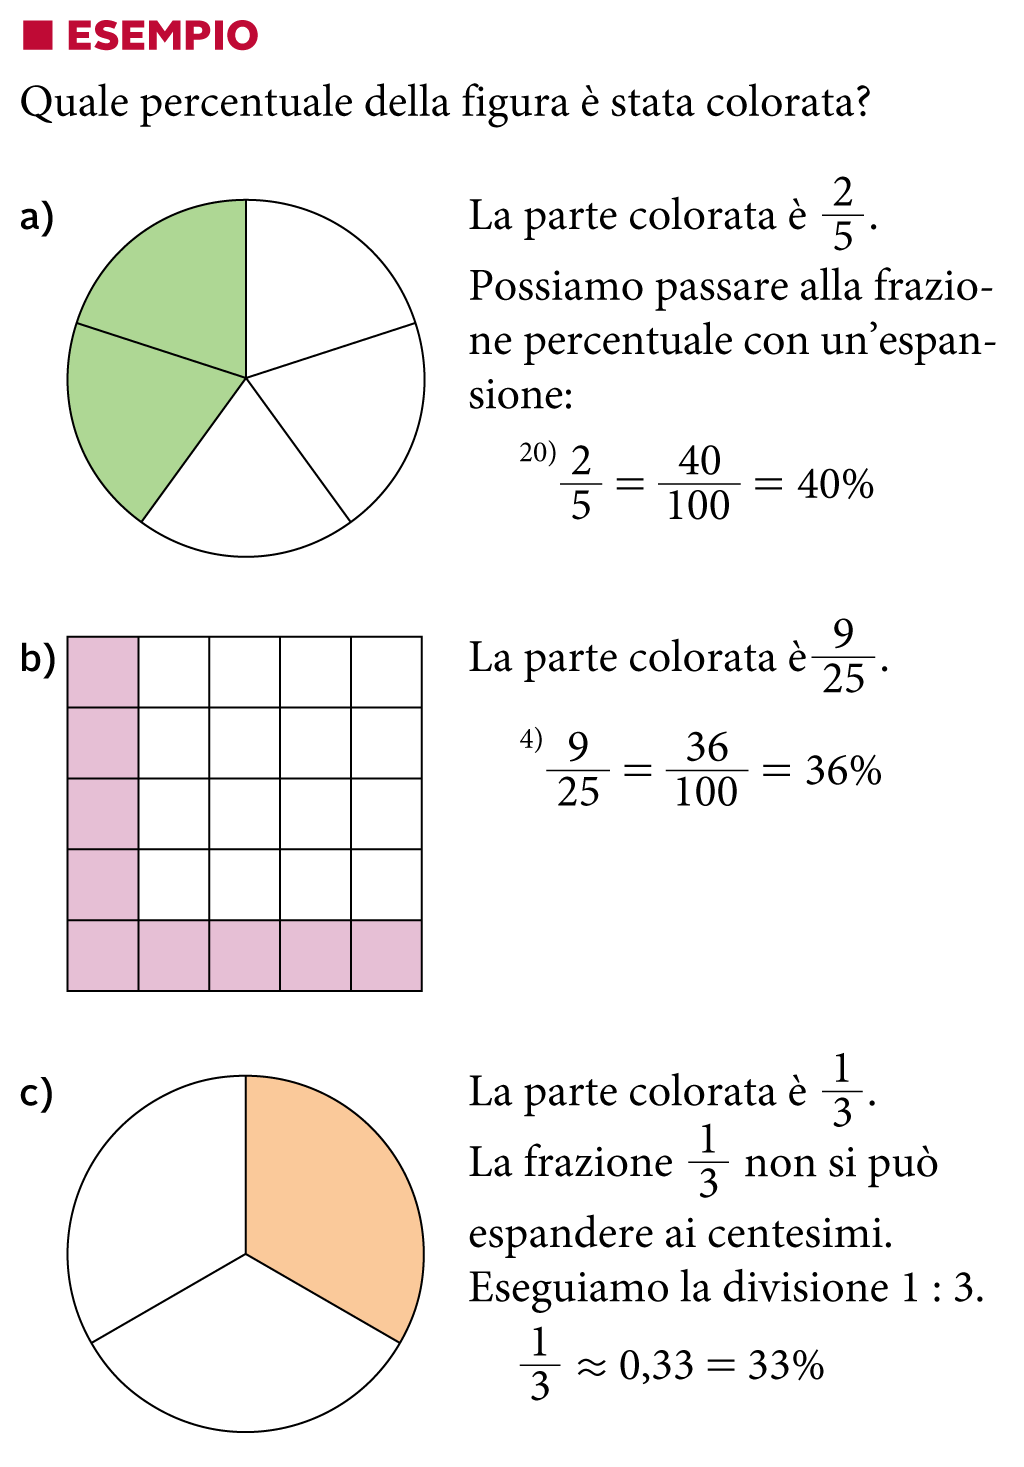 ■ ESEMPIO
Quale percentuale della figura è stata colorata?
a)
La parte colorata è 2/5.
Possiamo passare alla frazio-
ne percentuale con un’espan-
sione:
20) 2/5 = 40/100 = 40%
b)
La parte colorata è 9/25.
4) 9/25 = 36/100 = 36%
c)
La parte colorata è 1/3.
La frazione 1/3 non si può
espandere ai centesimi.
Eseguiamo la divisione 1 : 3.
1/3 ≈ 0,33 = 33%